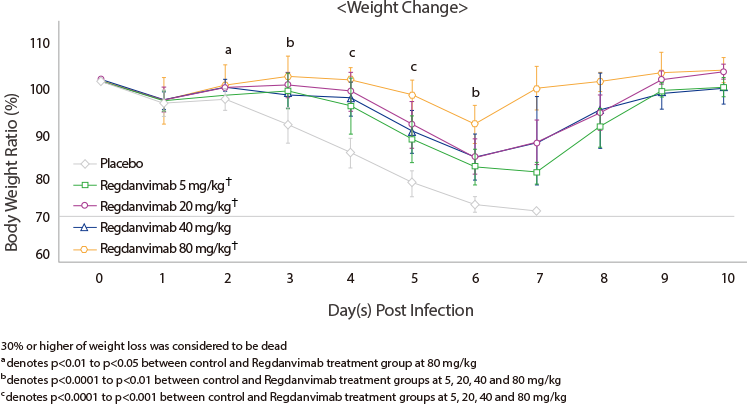 <Weight Change>
110
100
90
80
70
60
Body Weight Ratio (%)
a
b
c
c
b
Placebo
Regdanvimab 5 mg/kg†
Regdanvimab 20 mg/kg†
Regdanvimab 40 mg/kg
Regdanvimab 80 mg/kg†
0 1 2 3 4 5 6 7 8 9 10
Day(s) Post Infection
30% or higher of weight loss was considered to be dead
a denotes p<0.01 to p<0.05 between control and Regdanvimab treatment group at 80 mg/kg
b denotes p<0.0001 to p<0.01 between control and Regdanvimab treatment groups at 5, 20, 40 and 80 mg/kg
c denotes p<0.0001 to p<0.001 between control and Regdanvimab treatment groups at 5, 20, 40 and 80 mg/kg